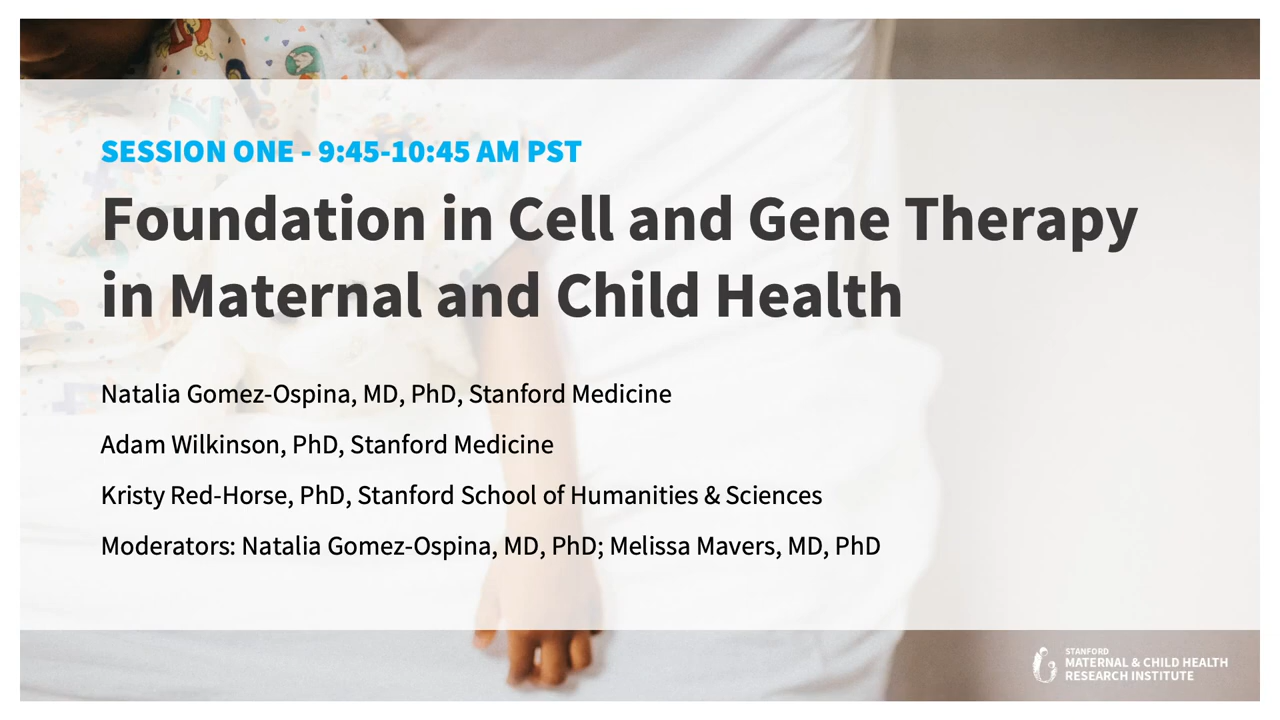 SESSION ONE - 9:45-10:45 AM PST
Foundation in Cell and Gene Therapy
in Maternal and Child Health
Natalia Gomez-Ospina, MD, PhD, Stanford Medicine
Adam Wilkinson, PhD, Stanford Medicine
Kristy Red-Horse, PhD, Stanford School of Humanities & Sciences
Moderators: Natalia Gomez-Ospina, MD, PhD; Melissa Mavers, MD, PhD
STANFORD
MATERNAL & CHILD HEALTH
RESEARCH INSTITUTE